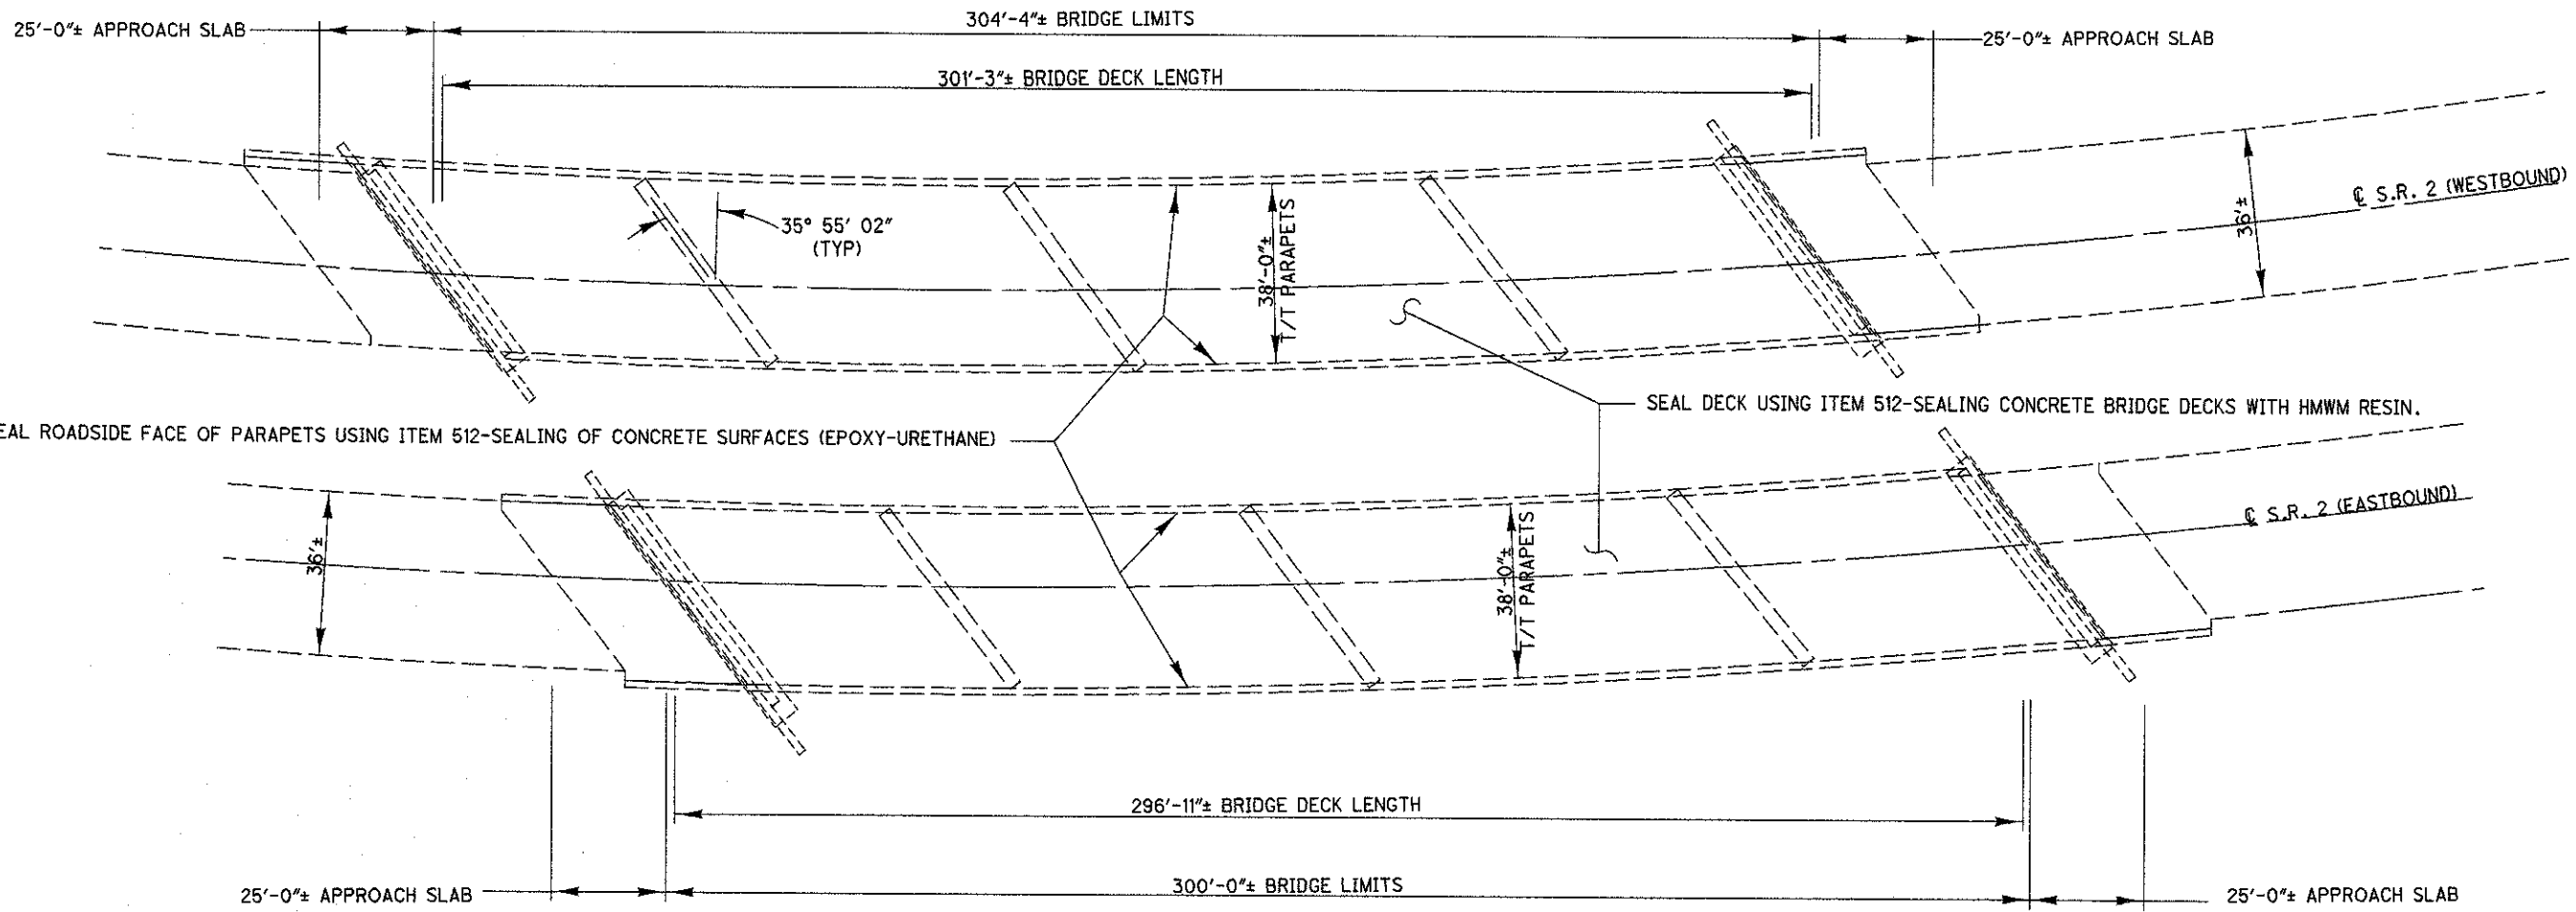 304'-4"± BRIDGE LIMITS
25'-0"± APPROACH SLAB
25'-0"± APPROACH SLAB
301'-3"± BRIDGE DECK LENGTH
℄ S.R. 2 (WESTBOUND)
36'±
35° 55' 02"
(TYP)
38'-0"±
T/T PARAPETS
SEAL DECK USING ITEM 512-SEALING CONCRETE BRIDGE DECKS WITH HMWM RESIN.
EAL ROADSIDE FACE OF PARAPETS USING ITEM 512-SEALING OF CONCRETE SURFACES (EPOXY-URETHANE)
℄ S.R. 2 (EASTBOUND)
36'±
38'-0"±
T/T PARAPETS
296'-11"± BRIDGE DECK LENGTH
25'-0"± APPROACH SLAB
300'-0"± BRIDGE LIMITS
25'-0"± APPROACH SLAB